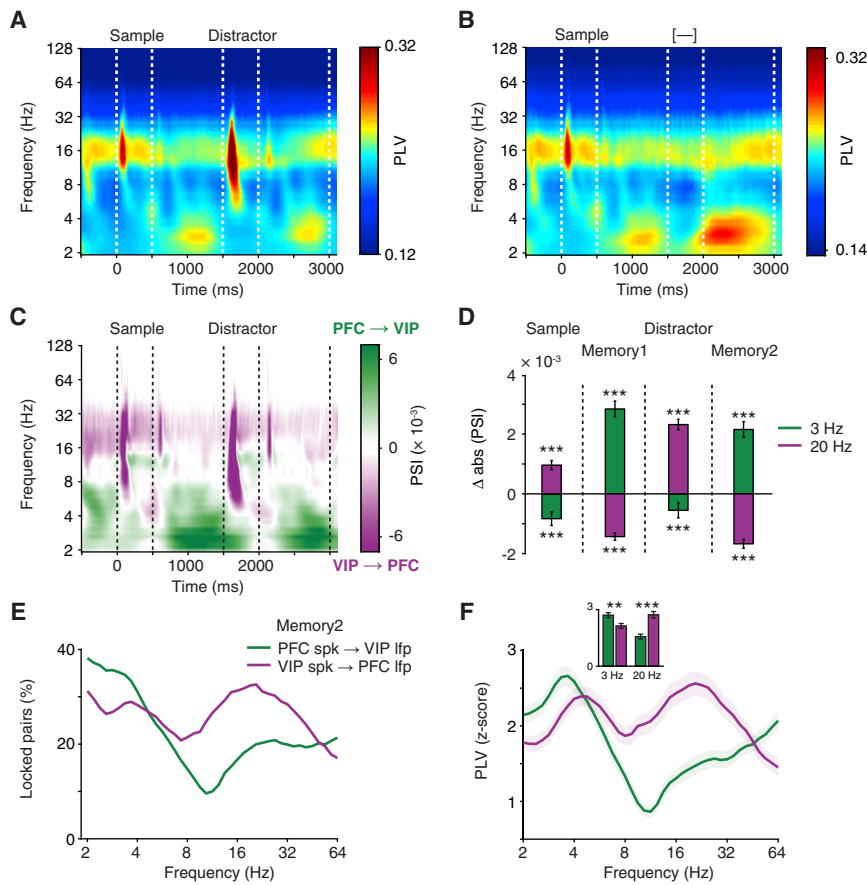 A
Sample Distractor
128
64
32
16
8
4
2
Frequency (Hz)
0 1000 2000 3000
Time (ms)
0.32
PLV
0.12
B
Sample [—]
128
64
32
16
8
4
2
Frequency (Hz)
0 1000 2000 3000
Time (ms)
0.32
PLV
0.14
C
Sample Distractor PFC → VIP
128
64
32
16
8
4
2
Frequency (Hz)
0 1000 2000 3000
Time (ms)
6
0
-6
PSI (× 10⁻³)
VIP → PFC
D
Sample Distractor
Memory1 Memory2
× 10⁻³
4
2
0
-2
Δ abs (PSI)
*** *** *** ***
*** *** *** ***
3 Hz
20 Hz
E
Memory2
PFC spk → VIP lfp
VIP spk → PFC lfp
40
20
0
Locked pairs (%)
2 4 8 16 32 64
Frequency (Hz)
F
** ***
3
0
3 Hz 20 Hz
3
2
1
PLV (z-score)
2 4 8 16 32 64
Frequency (Hz)